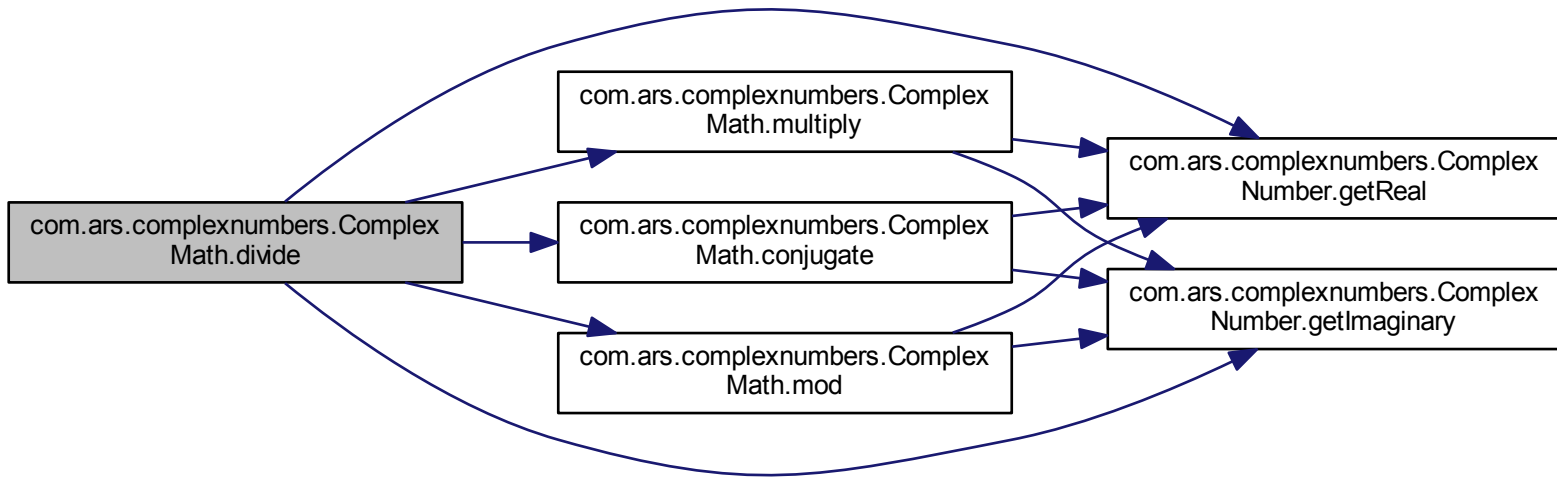 com.ars.complexnumbers.Complex
Math.divide
com.ars.complexnumbers.Complex
Math.multiply
com.ars.complexnumbers.Complex
Math.conjugate
com.ars.complexnumbers.Complex
Math.mod
com.ars.complexnumbers.Complex
Number.getReal
com.ars.complexnumbers.Complex
Number.getImaginary